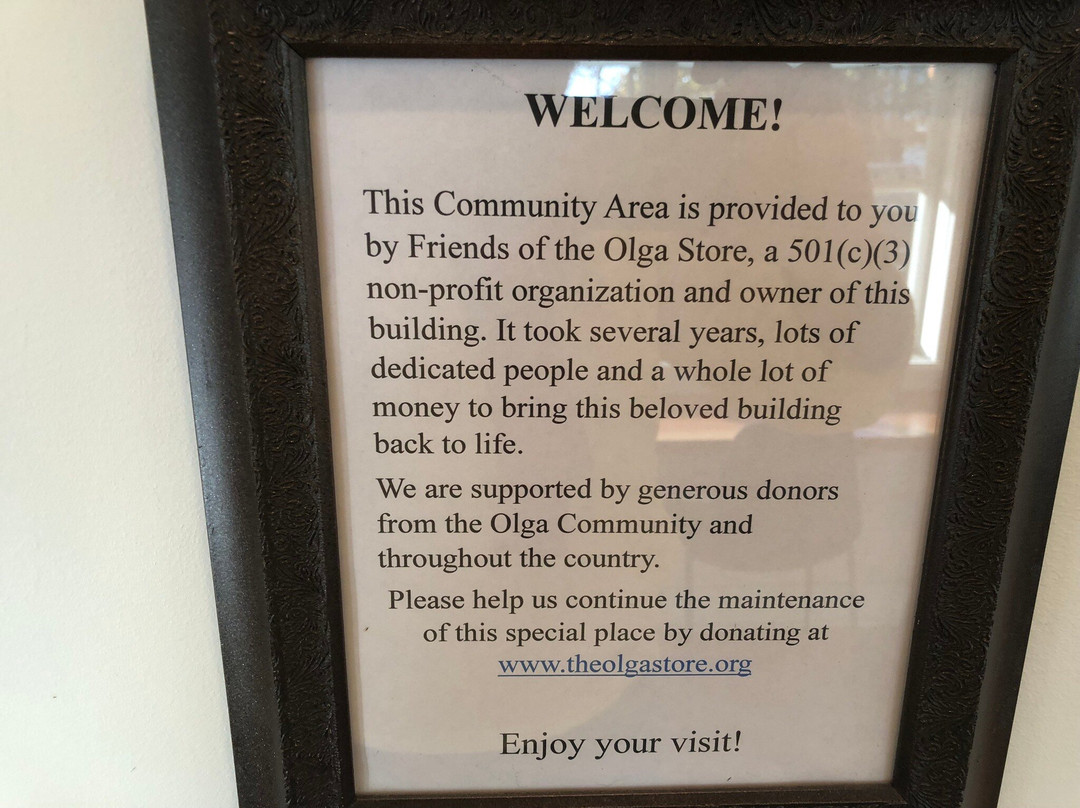 WELCOME!
This Community Area is provided to you
by Friends of the Olga Store, a 501(c)(3)
non-profit organization and owner of this
building. It took several years, lots of
dedicated people and a whole lot of
money to bring this beloved building
back to life.
We are supported by generous donors
from the Olga Community and
throughout the country.
Please help us continue the maintenance
of this special place by donating at
www.theolgastore.org
Enjoy your visit!